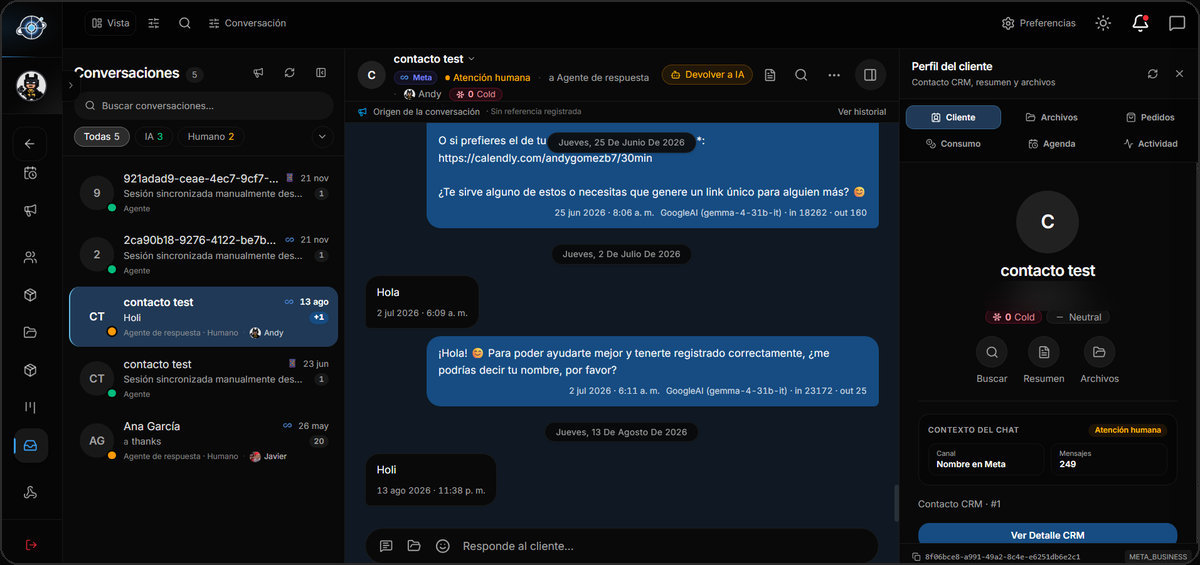 Vista
Conversación
Preferencias
Conversaciones 5
Buscar conversaciones...
Todas 5
IA 3
Humano 2
9
921adad9-ceae-4ec7-9cf7-...
21 nov
Sesión sincronizada manualmente des...
1
Agente
2
2ca90b18-9276-4122-be7b...
21 nov
Sesión sincronizada manualmente des...
1
Agente
CT
contacto test
13 ago
Holi
+1
Agente de respuesta · Humano · Andy
CT
contacto test
23 jun
Sesión sincronizada manualmente des...
1
Agente
AG
Ana García
26 may
a thanks
20
Agente de respuesta · Humano · Javier
C
contacto test
Meta
Atención humana
· a Agente de respuesta
· Andy
0 Cold
Devolver a IA
Origen de la conversación · Sin referencia registrada
Ver historial
O si prefieres el de tu
*:
Jueves, 25 De Junio De 2026
https://calendly.com/andygomezb7/30min
¿Te sirve alguno de estos o necesitas que genere un link único para alguien más? 😊
25 jun 2026 · 8:06 a. m. GoogleAI (gemma-4-31b-it) · in 18262 · out 160
Jueves, 2 De Julio De 2026
Hola
2 jul 2026 · 6:09 a. m.
¡Hola! 😊 Para poder ayudarte mejor y tenerte registrado correctamente, ¿me
podrías decir tu nombre, por favor?
2 jul 2026 · 6:11 a. m. GoogleAI (gemma-4-31b-it) · in 23172 · out 25
Jueves, 13 De Agosto De 2026
Holi
13 ago 2026 · 11:38 p. m.
Responde al cliente...
Perfil del cliente
Contacto CRM, resumen y archivos
Cliente
Archivos
Pedidos
Consumo
Agenda
Actividad
C
contacto test
0 Cold
Neutral
Buscar
Resumen
Archivos
CONTEXTO DEL CHAT
Atención humana
Canal
Nombre en Meta
Mensajes
249
Contacto CRM · #1
Ver Detalle CRM
8f06bce8-a991-49a2-8c4e-e6251db6e2c1
META_BUSINESS